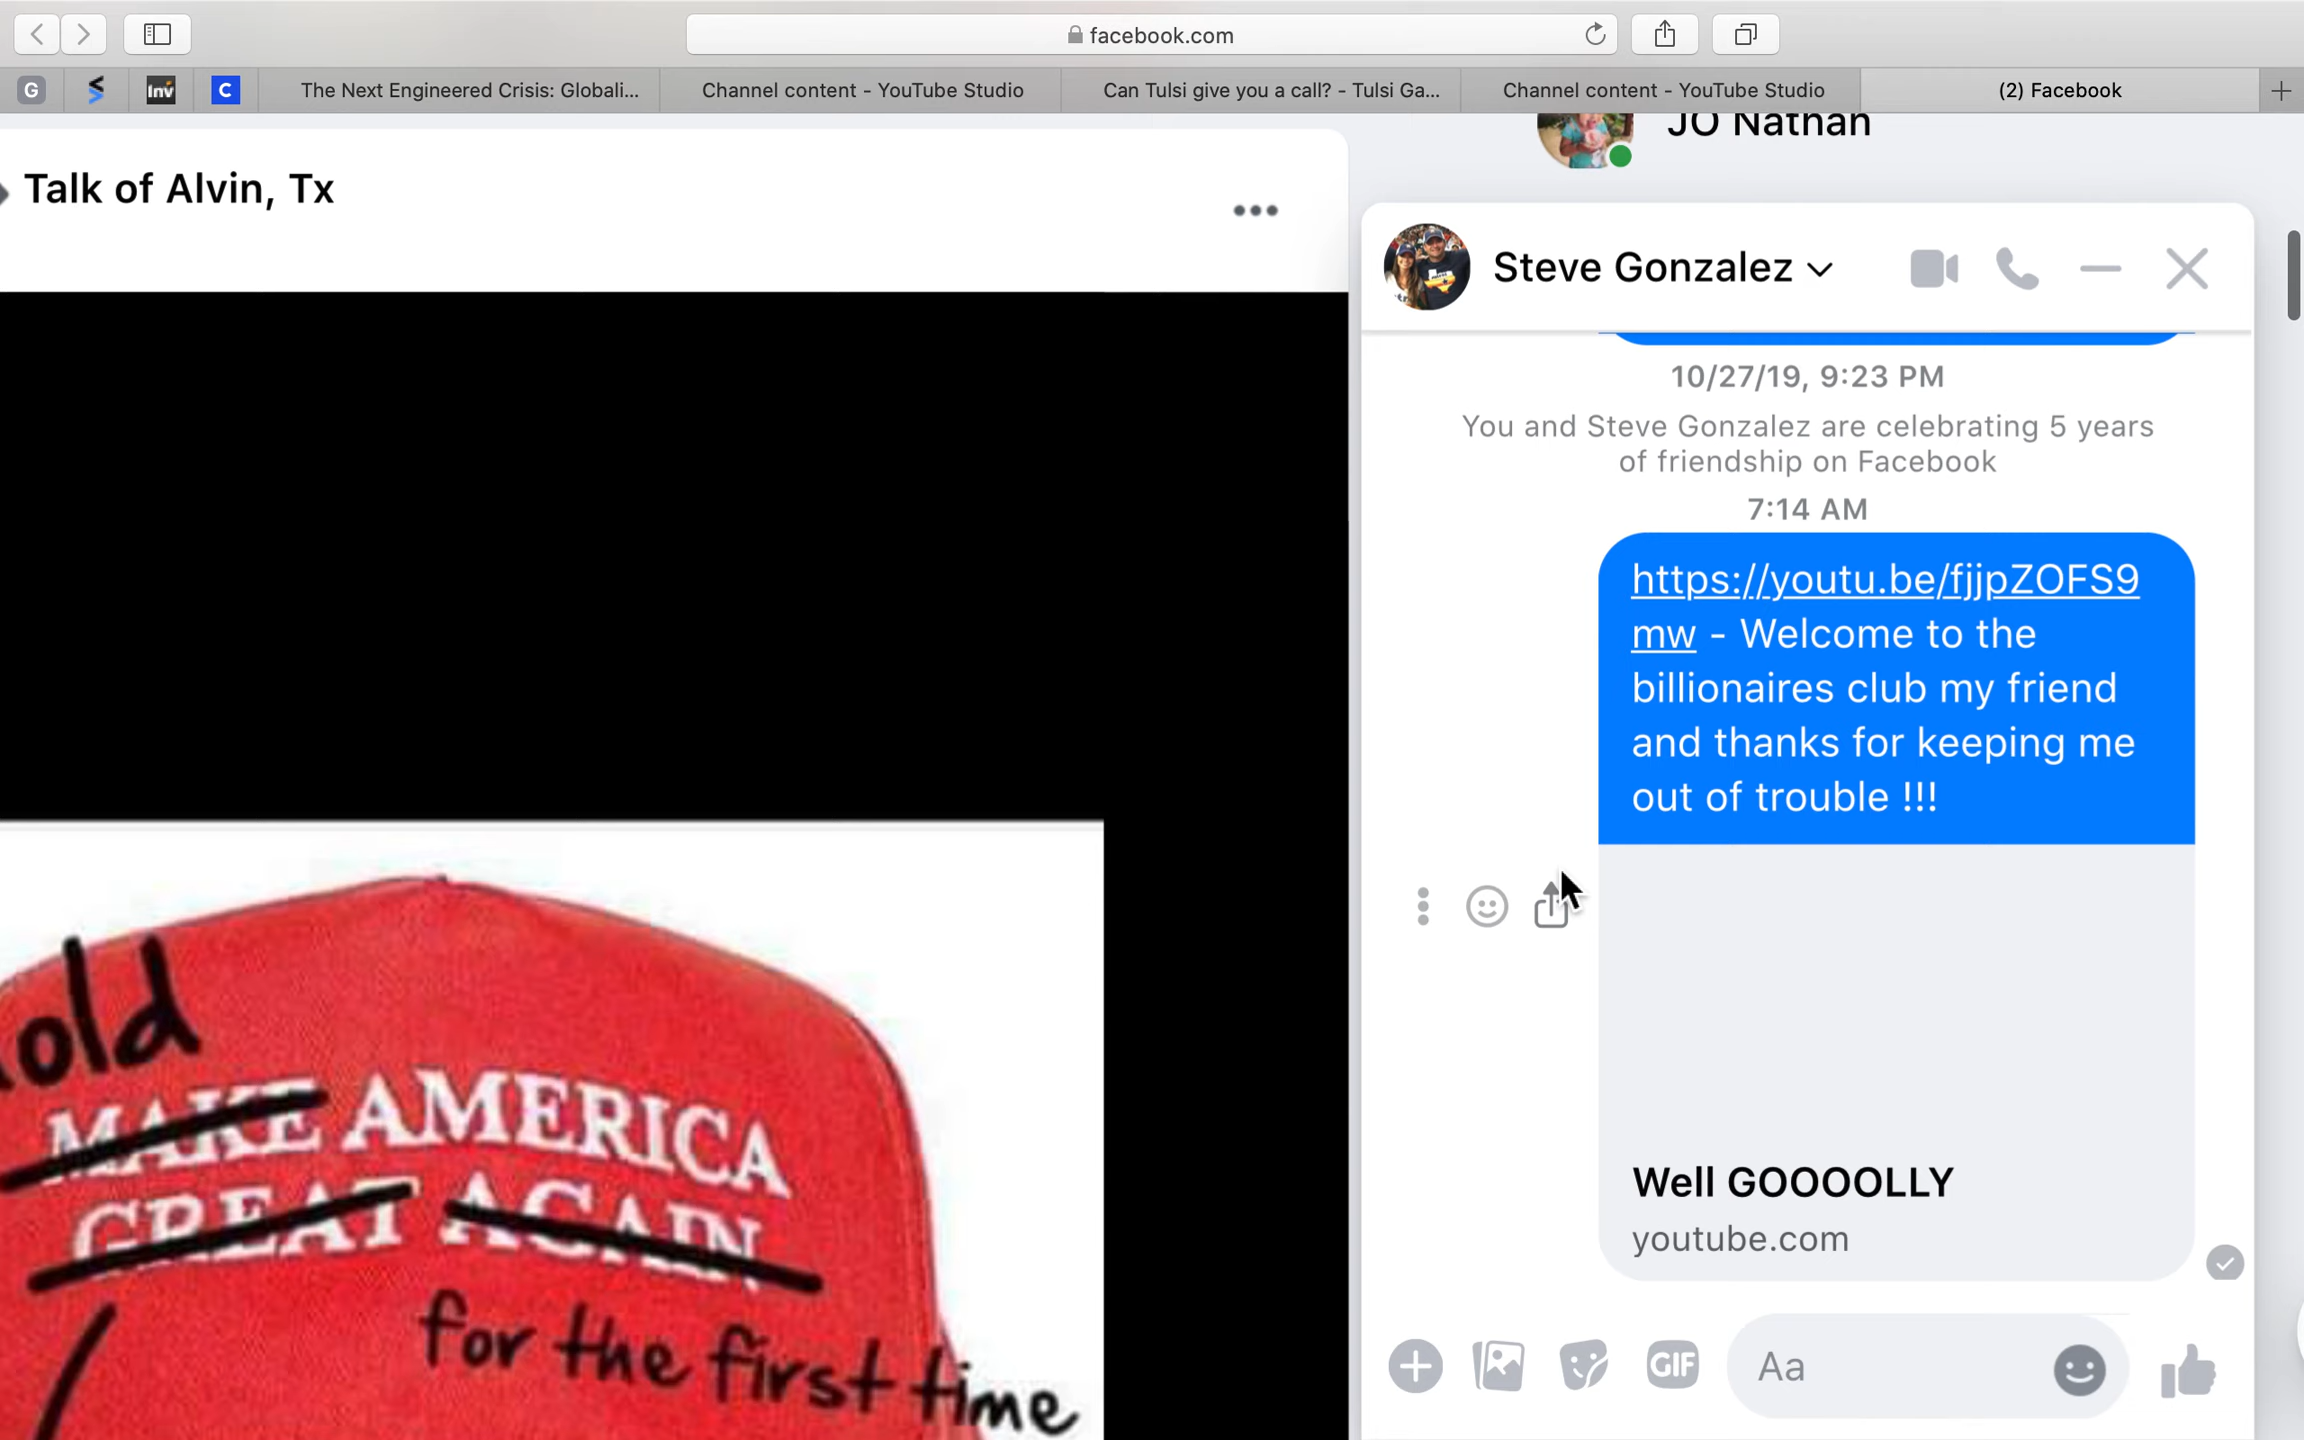 facebook.com
G
Inv
C
The Next Engineered Crisis: Globali...
Channel content - YouTube Studio
Can Tulsi give you a call? - Tulsi Ga...
Channel content - YouTube Studio
(2) Facebook
Talk of Alvin, Tx
old
MAKE AMERICA
GREAT AGAIN
for the first time
JO Nathan
Steve Gonzalez
10/27/19, 9:23 PM
You and Steve Gonzalez are celebrating 5 years
of friendship on Facebook
7:14 AM
https://youtu.be/fjjpZOFS9
mw - Welcome to the
billionaires club my friend
and thanks for keeping me
out of trouble !!!
Well GOOOOLLY
youtube.com
GIF
Aa